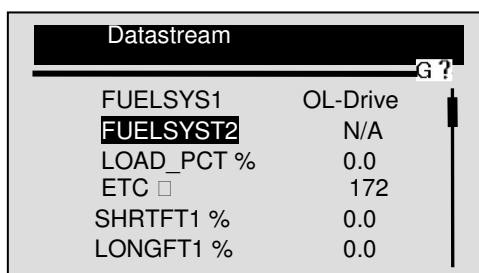 Datastream
G ?
FUELSYS1 OL-Drive
FUELSYST2 N/A
LOAD_PCT % 0.0
ETC □ 172
SHRTFT1 % 0.0
LONGFT1 % 0.0